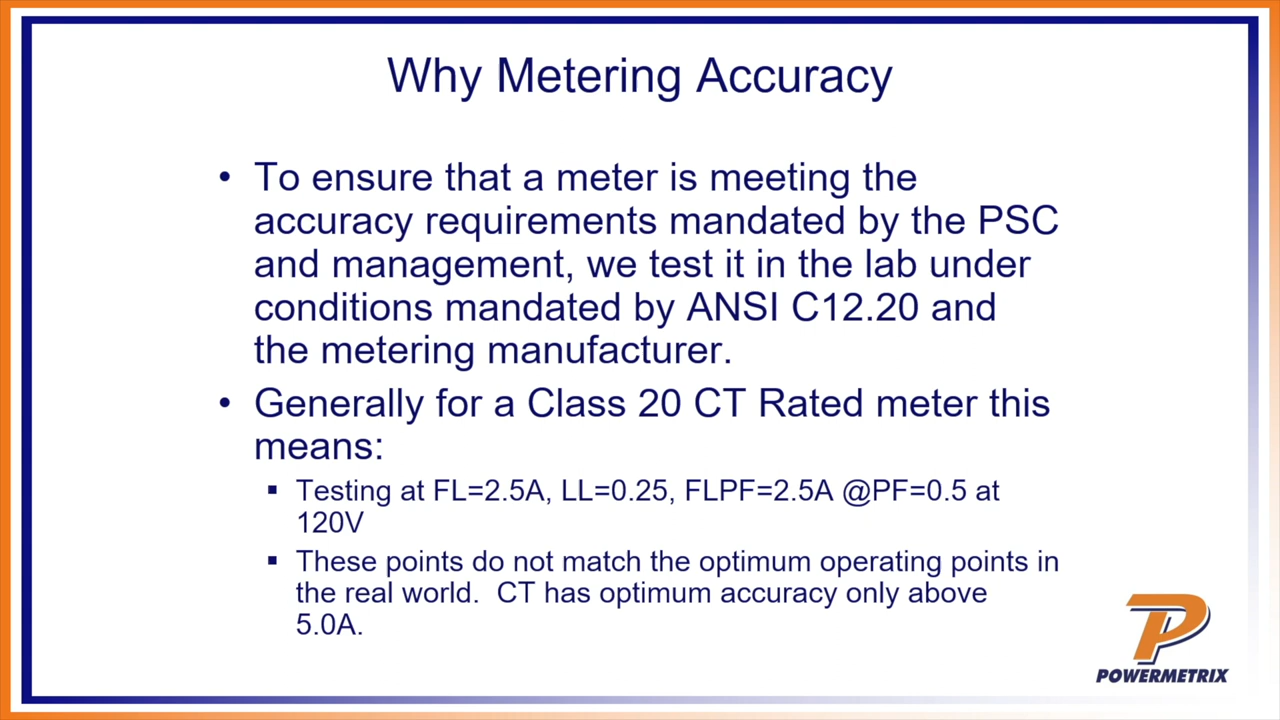 Why Metering Accuracy
• To ensure that a meter is meeting the
accuracy requirements mandated by the PSC
and management, we test it in the lab under
conditions mandated by ANSI C12.20 and
the metering manufacturer.
• Generally for a Class 20 CT Rated meter this
means:
▪ Testing at FL=2.5A, LL=0.25, FLPF=2.5A @PF=0.5 at
120V
▪ These points do not match the optimum operating points in
the real world.  CT has optimum accuracy only above
5.0A.
P
POWERMETRIX